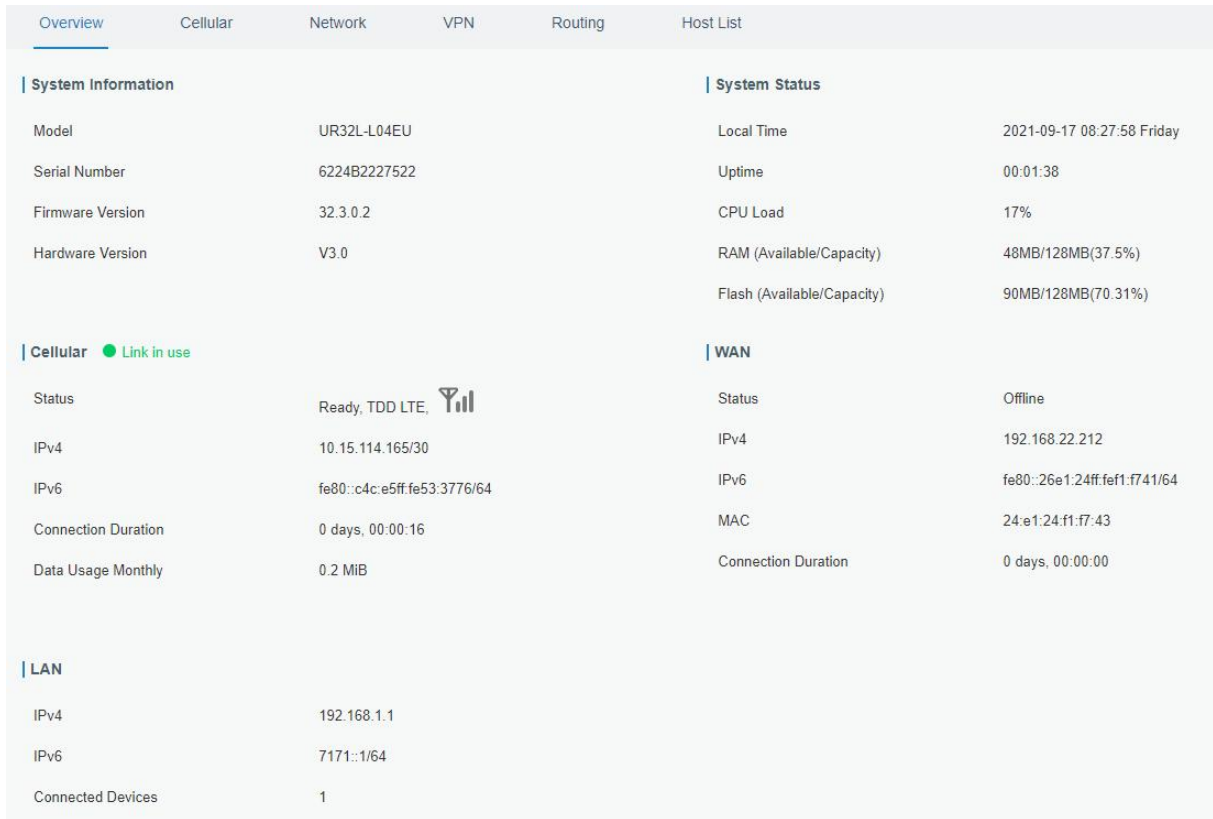 Overview Cellular Network VPN Routing Host List
System Information
Model UR32L-L04EU
Serial Number 6224B2227522
Firmware Version 32.3.0.2
Hardware Version V3.0
System Status
Local Time 2021-09-17 08:27:58 Friday
Uptime 00:01:38
CPU Load 17%
RAM (Available/Capacity) 48MB/128MB(37.5%)
Flash (Available/Capacity) 90MB/128MB(70.31%)
Cellular Link in use
Status Ready, TDD LTE,
IPv4 10.15.114.165/30
IPv6 fe80::c4c:e5ff:fe53:3776/64
Connection Duration 0 days, 00:00:16
Data Usage Monthly 0.2 MiB
WAN
Status Offline
IPv4 192.168.22.212
IPv6 fe80::26e1:24ff:fef1:f741/64
MAC 24:e1:24:f1:f7:43
Connection Duration 0 days, 00:00:00
LAN
IPv4 192.168.1.1
IPv6 7171::1/64
Connected Devices 1